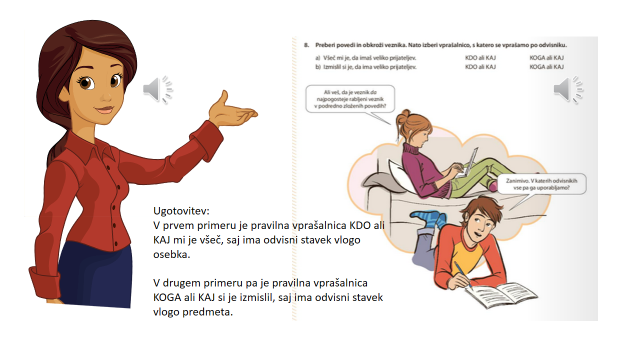 8. Preberi povedi in obkroži veznika. Nato izberi vprašalnico, s katero se vprašamo po odvisniku.
a) Všeč mi je, da imaš veliko prijateljev. KDO ali KAJ KOGA ali KAJ
b) Izmislil si je, da ima veliko prijateljev. KDO ali KAJ KOGA ali KAJ
Ali veš, da je veznik da
najpogosteje rabljeni veznik
v podredno zloženih povedih?
Zanimivo. V katerih odvisnikih
vse pa ga uporabljamo?
Ugotovitev:
V prvem primeru je pravilna vprašalnica KDO ali
KAJ mi je všeč, saj ima odvisni stavek vlogo
osebka.
V drugem primeru pa je pravilna vprašalnica
KOGA ali KAJ si je izmislil, saj ima odvisni stavek
vlogo predmeta.